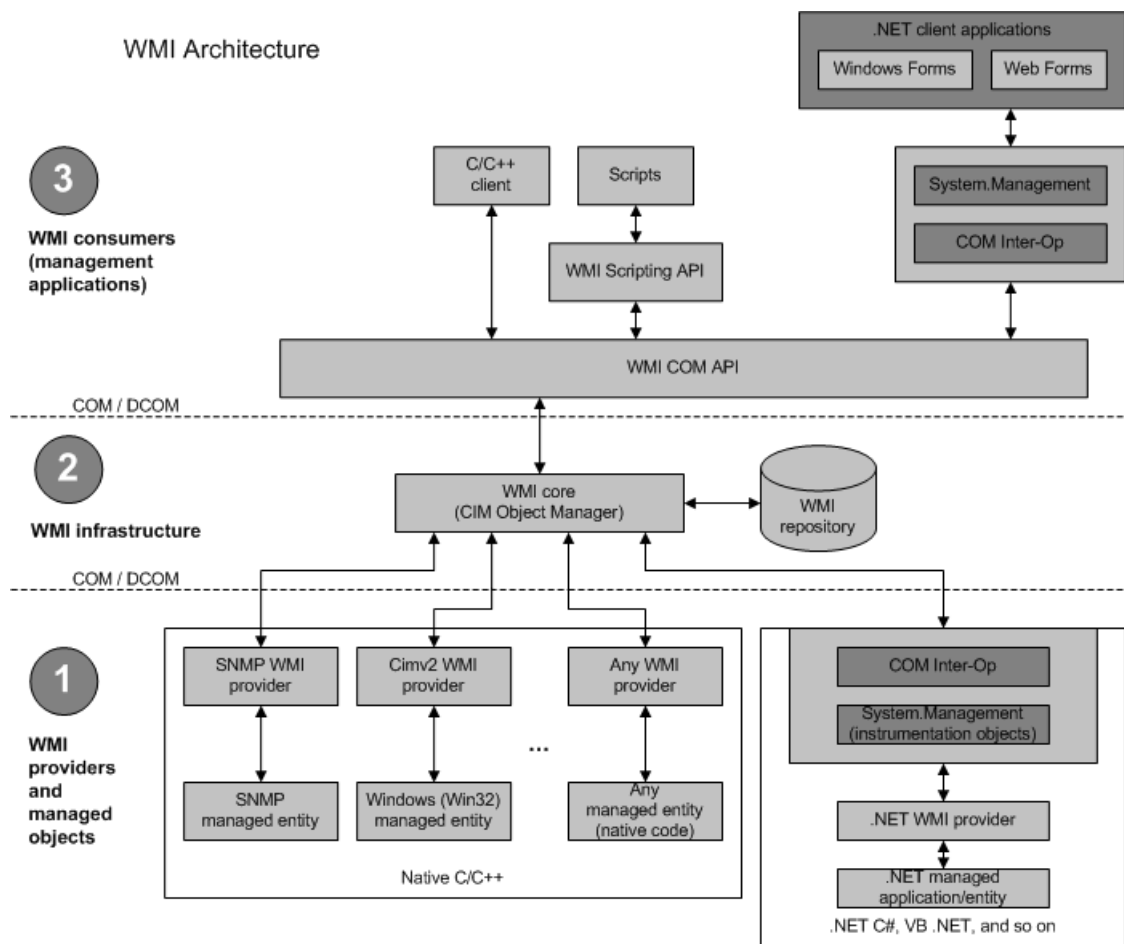 WMI Architecture
.NET client applications
Windows Forms
Web Forms
3
WMI consumers
(management
applications)
C/C++
client
Scripts
System.Management
COM Inter-Op
WMI Scripting API
WMI COM API
COM / DCOM
2
WMI infrastructure
WMI core
(CIM Object Manager)
WMI
repository
COM / DCOM
1
WMI
providers
and
managed
objects
SNMP WMI
provider
Cimv2 WMI
provider
Any WMI
provider
...
SNMP
managed entity
Windows (Win32)
managed entity
Any
managed entity
(native code)
Native C/C++
COM Inter-Op
System.Management
(instrumentation objects)
.NET WMI provider
.NET managed
application/entity
.NET C#, VB .NET, and so on